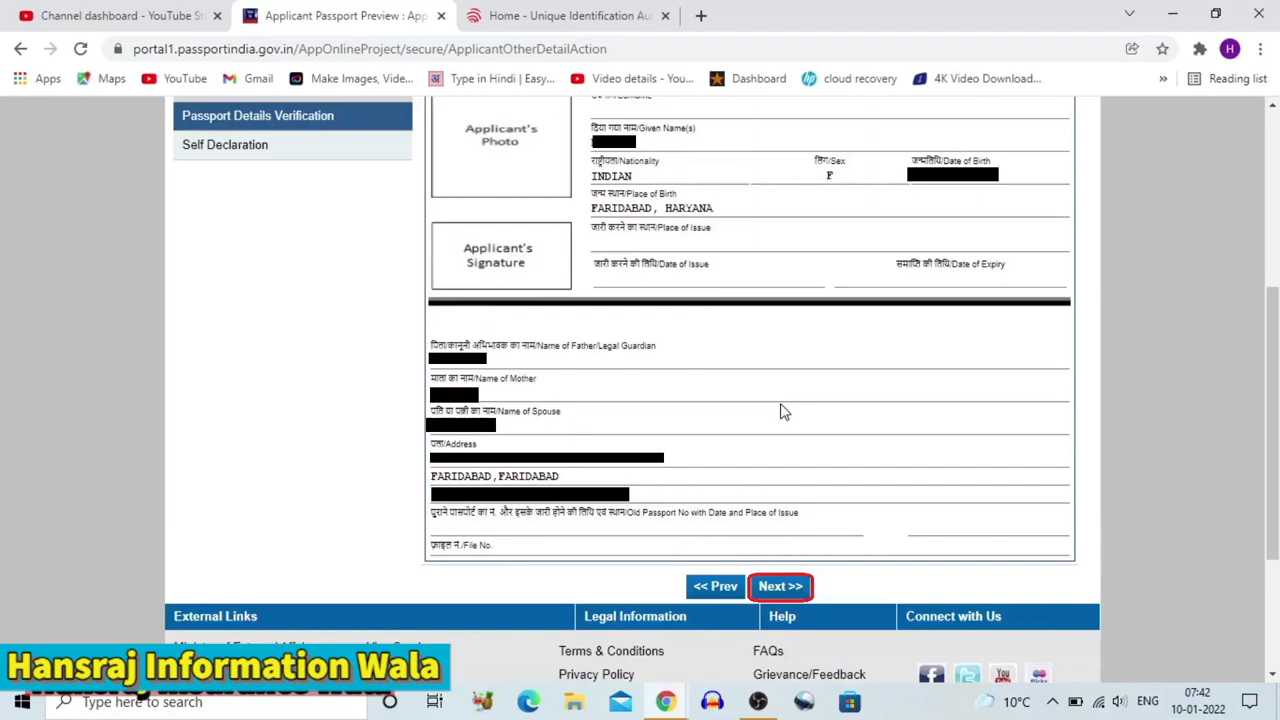 Channel dashboard - YouTube St
Applicant Passport Preview : App
Home - Unique Identification Aut
portal1.passportindia.gov.in/AppOnlineProject/secure/ApplicantOtherDetailAction
H
Apps
Maps
YouTube
Gmail
Make Images, Vide...
Type in Hindi | Easy...
Video details - You...
Dashboard
cloud recovery
4K Video Download...
»
Reading list
Passport Details Verification
Self Declaration
Applicant's
Photo
दिया गया नाम/Given Name(s)
राष्ट्रीयता/Nationality
लिंग/Sex
जन्मतिथि/Date of Birth
INDIAN
F
जन्म स्थान/Place of Birth
FARIDABAD, HARYANA
जारी करने का स्थान/Place of Issue
Applicant's
Signature
जारी करने की तिथि/Date of Issue
समाप्ति की तिथि/Date of Expiry
पिता/कानूनी अभिभावक का नाम/Name of Father/Legal Guardian
माता का नाम/Name of Mother
पति या पत्नी का नाम/Name of Spouse
पता/Address
FARIDABAD,FARIDABAD
पुराने पासपोर्ट का नं. और इसके जारी होने की तिथि एवं स्थान/Old Passport No with Date and Place of Issue
फ़ाइल नं./File No.
<< Prev
Next >>
External Links
Legal Information
Help
Connect with Us
Terms & Conditions
FAQs
Privacy Policy
Grievance/Feedback
Hansraj Information Wala
Type here to search
10°C
ENG
07:42
10-01-2022